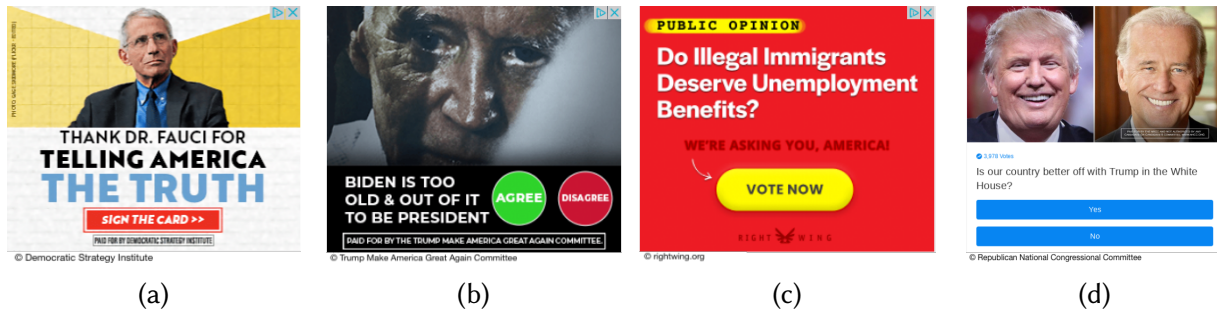 THANK DR. FAUCI FOR
TELLING AMERICA
THE TRUTH
SIGN THE CARD >>
PAID FOR BY DEMOCRATIC STRATEGY INSTITUTE
© Democratic Strategy Institute
(a)
BIDEN IS TOO
OLD & OUT OF IT
TO BE PRESIDENT
AGREE
DISAGREE
PAID FOR BY THE TRUMP MAKE AMERICA GREAT AGAIN COMMITTEE.
© Trump Make America Great Again Committee
(b)
PUBLIC OPINION
Do Illegal Immigrants
Deserve Unemployment
Benefits?
WE'RE ASKING YOU, AMERICA!
VOTE NOW
RIGHT WING
© rightwing.org
(c)
3,978 Votes
Is our country better off with Trump in the White
House?
Yes
No
© Republican National Congressional Committee
(d)